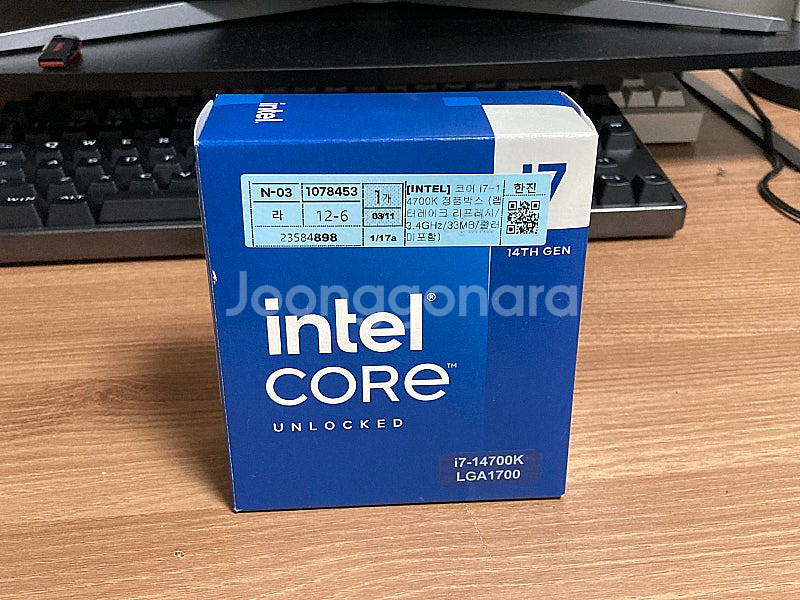 intel
i7
N-03
1078453
1개
[INTEL] 코어 i7-1
4700K 정품박스 (랩
터레이크 리프레시/
3.4GHz/33MB/쿨러
미포함)
한진
라
12-6
03/11
23584898
1/17a
14TH GEN
Joongonara
intel®
CORE™
UNLOCKED
i7-14700K
LGA1700